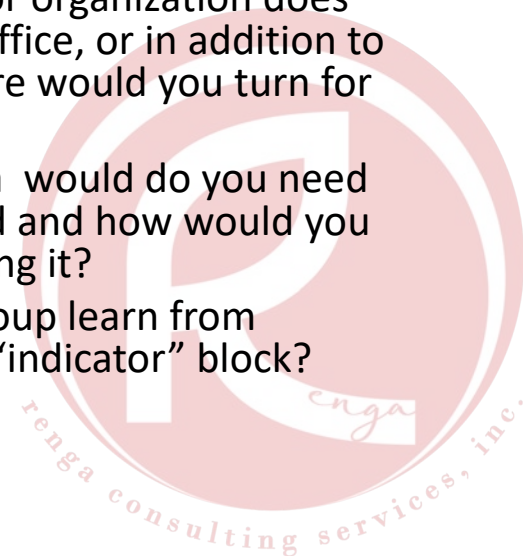 or organization does
ffice, or in addition to
re would you turn for
would do you need
d and how would you
ng it?
oup learn from
"indicator" block?
enga
renga consulting services, inc.